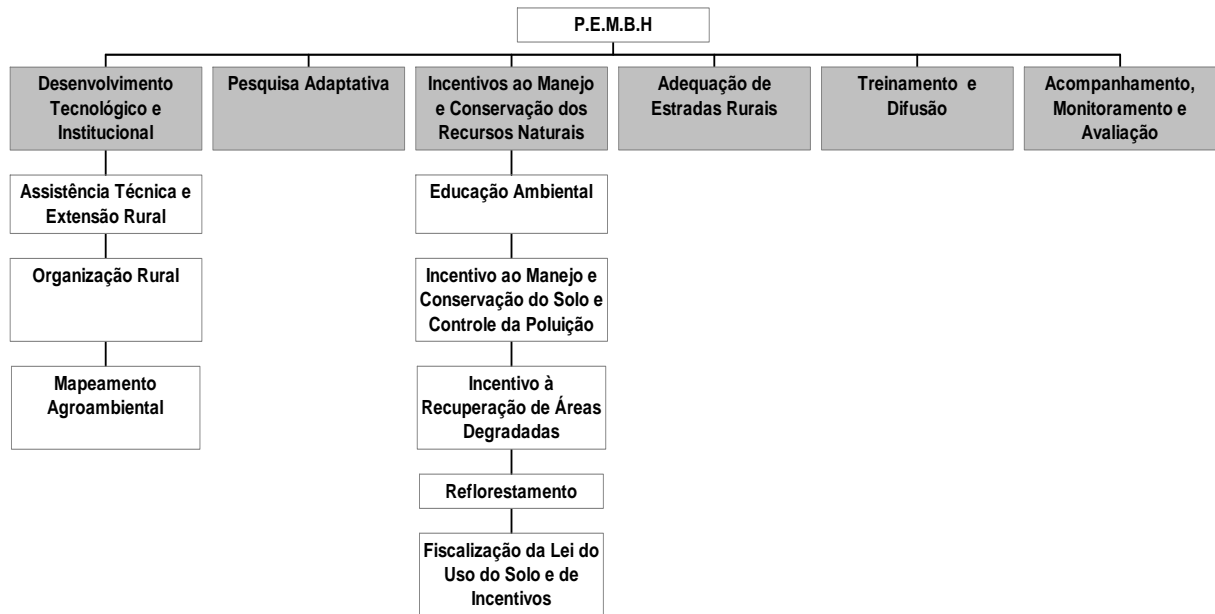 P.E.M.B.H
Desenvolvimento
Tecnológico e
Institucional
Pesquisa Adaptativa
Incentivos ao Manejo
e Conservação dos
Recursos Naturais
Adequação de
Estradas Rurais
Treinamento e
Difusão
Acompanhamento,
Monitoramento e
Avaliação
Assistência Técnica e
Extensão Rural
Organização Rural
Mapeamento
Agroambiental
Educação Ambiental
Incentivo ao Manejo e
Conservação do Solo e
Controle da Poluição
Incentivo à
Recuperação de Áreas
Degradadas
Reflorestamento
Fiscalização da Lei do
Uso do Solo e de
Incentivos